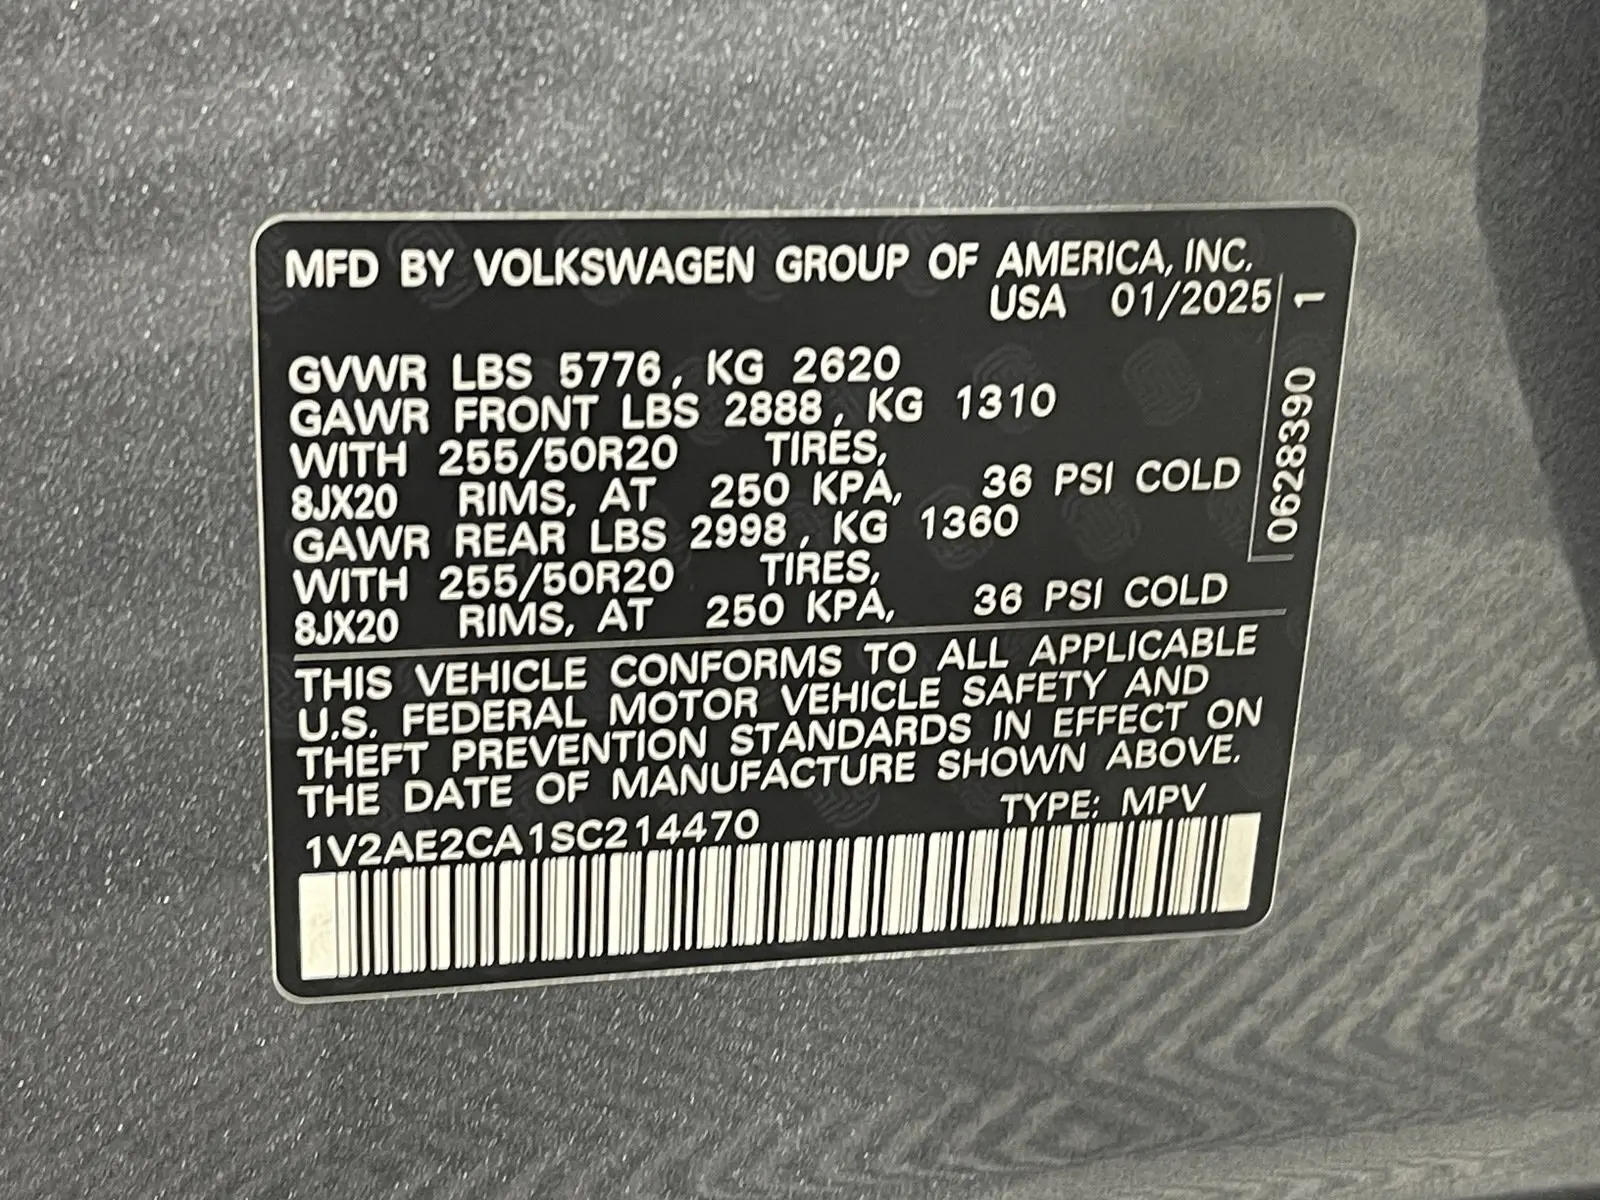 MFD BY VOLKSWAGEN GROUP OF AMERICA, INC.
USA 01/2025
GVWR LBS 5776, KG 2620
GAWR FRONT LBS 2888, KG 1310
WITH 255/50R20 TIRES,
8JX20 RIMS, AT 250 KPA, 36 PSI COLD
GAWR REAR LBS 2998, KG 1360
WITH 255/50R20 TIRES,
8JX20 RIMS, AT 250 KPA, 36 PSI COLD
0628390 1
THIS VEHICLE CONFORMS TO ALL APPLICABLE
U.S. FEDERAL MOTOR VEHICLE SAFETY AND
THEFT PREVENTION STANDARDS IN EFFECT ON
THE DATE OF MANUFACTURE SHOWN ABOVE.
1V2AE2CA1SC214470 TYPE: MPV